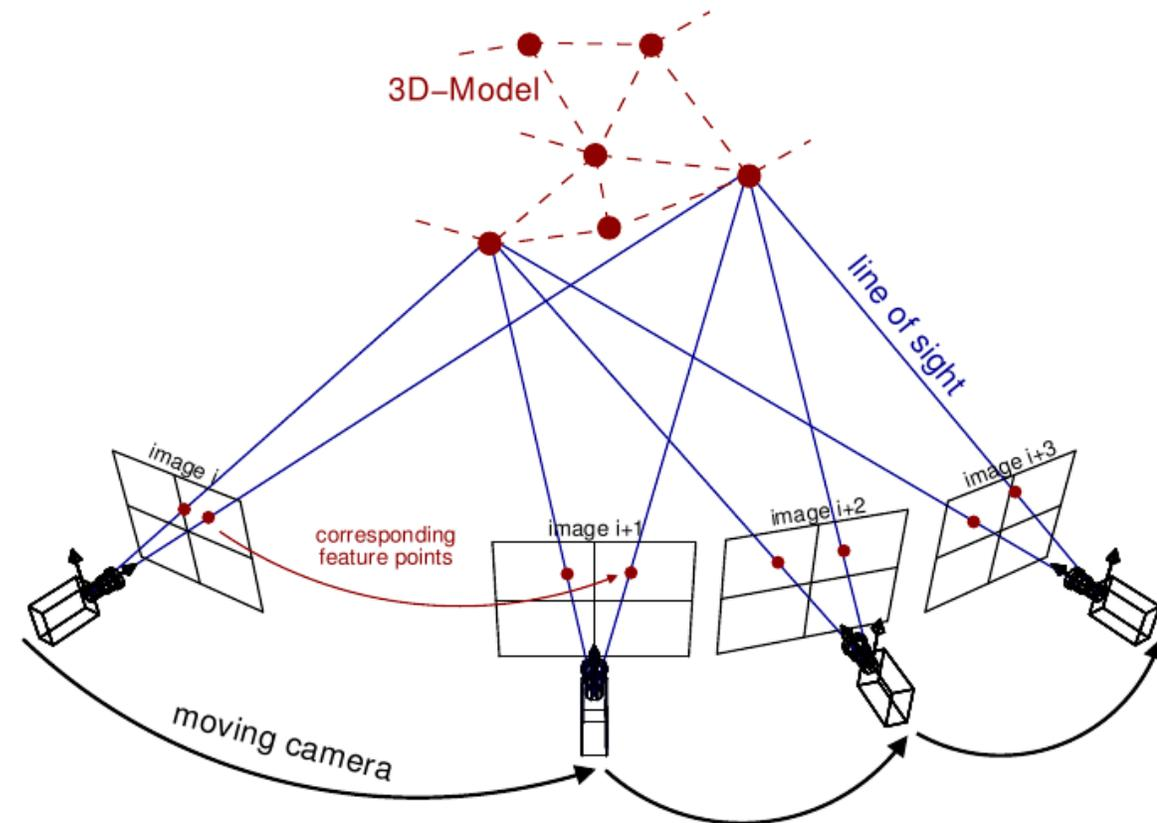 3D–Model
line of sight
image i
image i+1
image i+2
image i+3
corresponding
feature points
moving camera